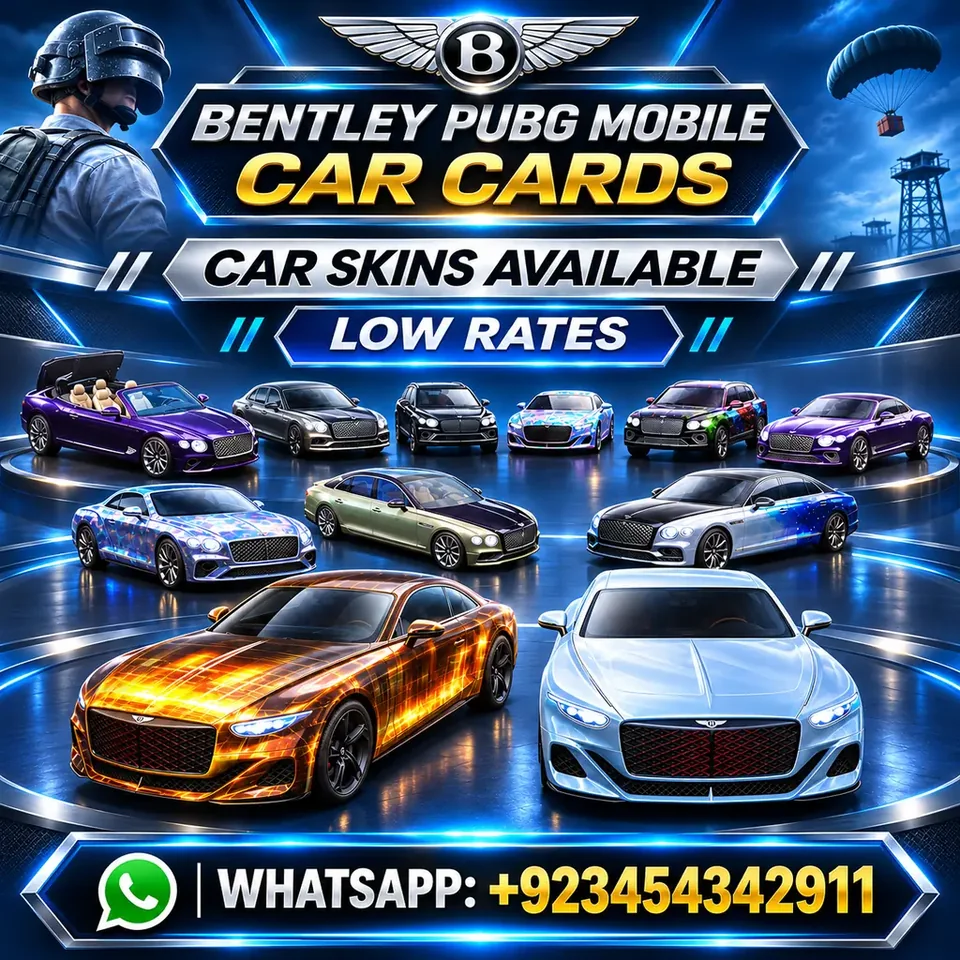 B
BENTLEY PUBG MOBILE
CAR CARDS
CAR SKINS AVAILABLE
LOW RATES
WHATSAPP: +923454342911